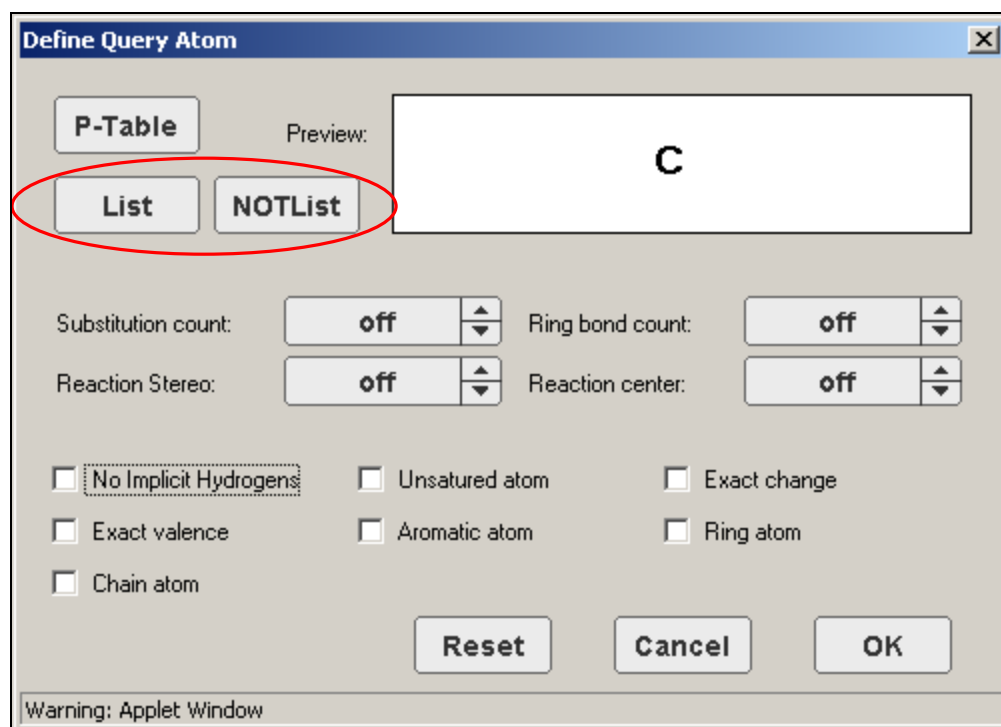 Define Query Atom
P-Table
Preview:
C
List NOTList
Substitution count: off Ring bond count: off
Reaction Stereo: off Reaction center: off
No Implicit Hydrogens Unsatured atom Exact change
Exact valence Aromatic atom Ring atom
Chain atom
Reset Cancel OK
Warning: Applet Window